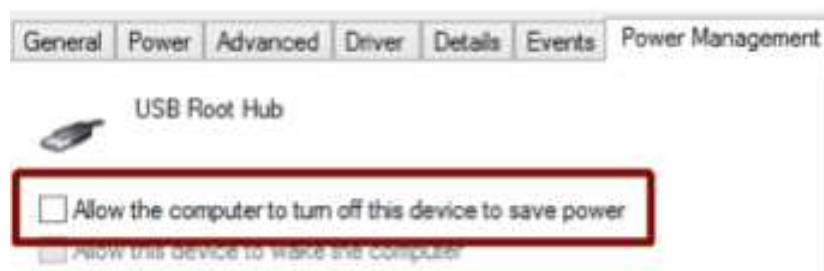 General Power Advanced Driver Details Events Power Management
USB Root Hub
Allow the computer to turn off this device to save power
Allow this device to wake the computer